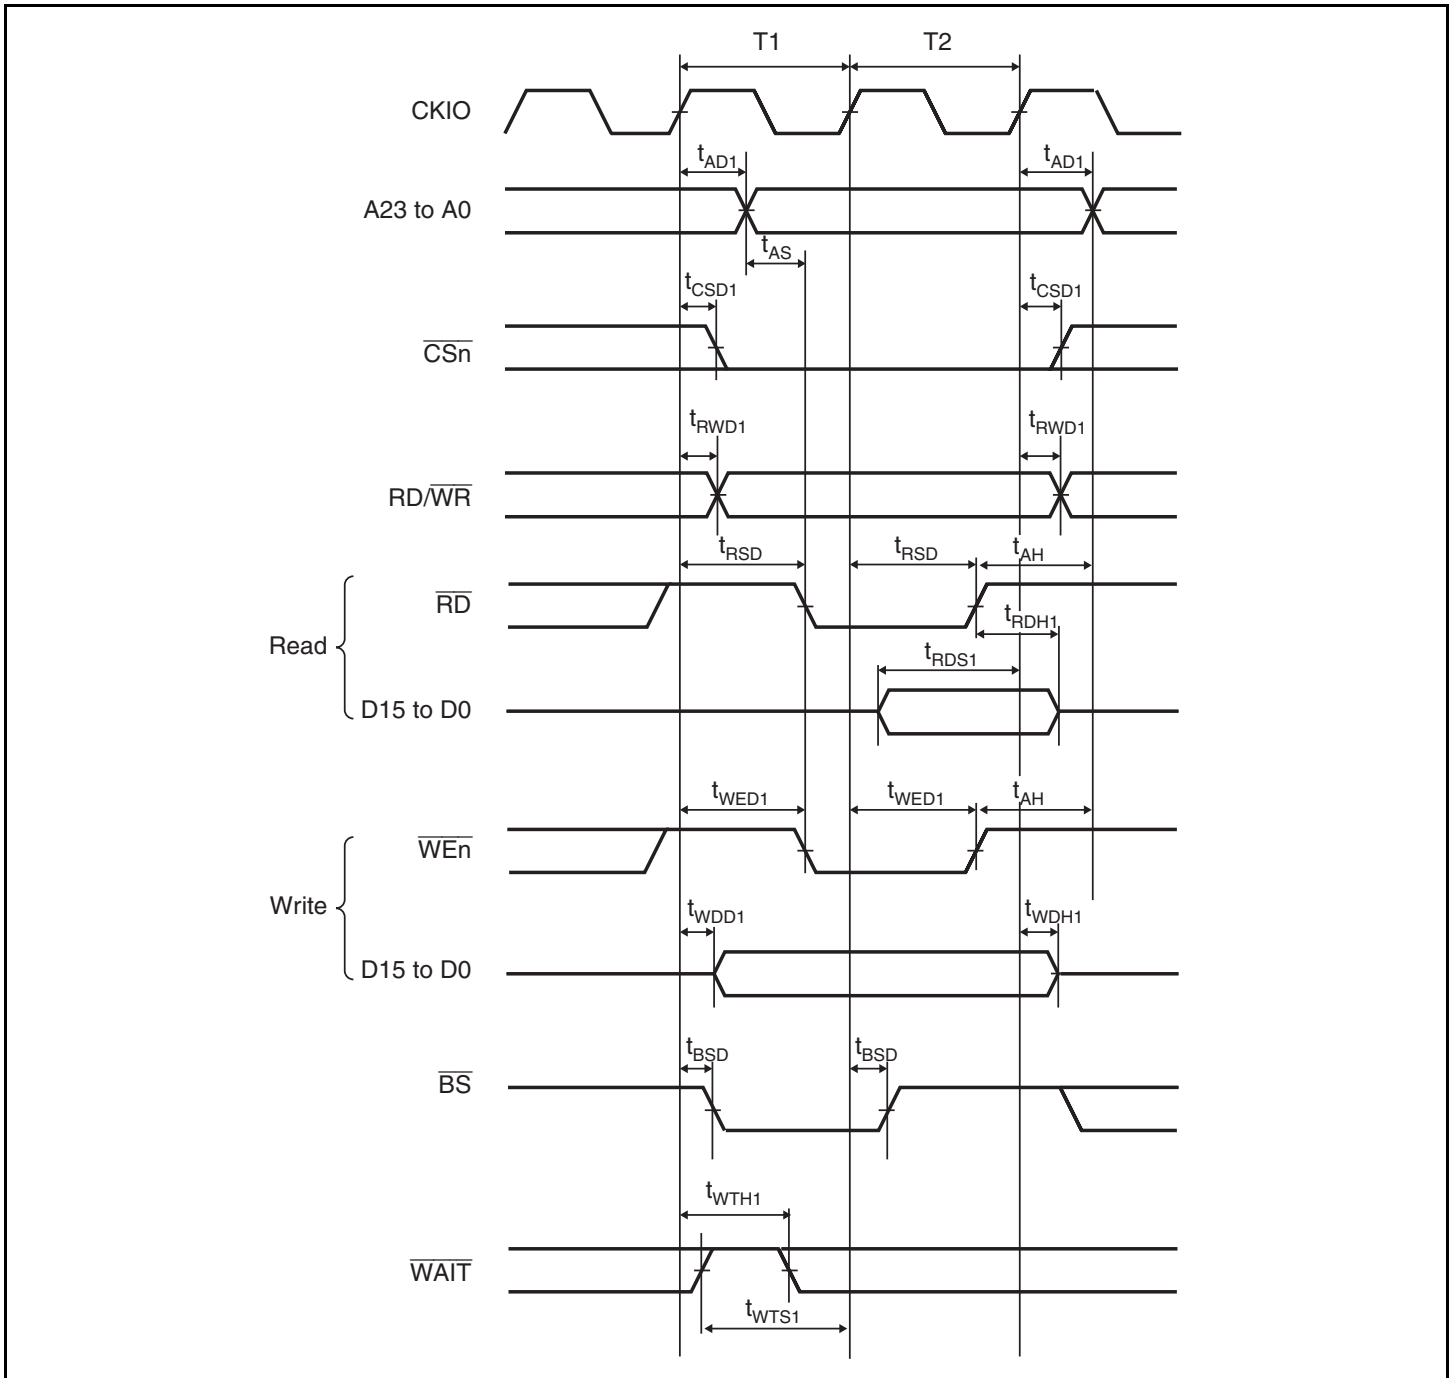 T1 T2
CKIO
tAD1 tAD1
A23 to A0
tAS
tCSD1 tCSD1
CSn
tRWD1 tRWD1
RD/WR
tRSD tRSD tAH
RD
tRDH1
Read
tRDS1
D15 to D0
tWED1 tWED1 tAH
WEn
Write
tWDD1 tWDH1
D15 to D0
tBSD tBSD
BS
tWTH1
WAIT
tWTS1